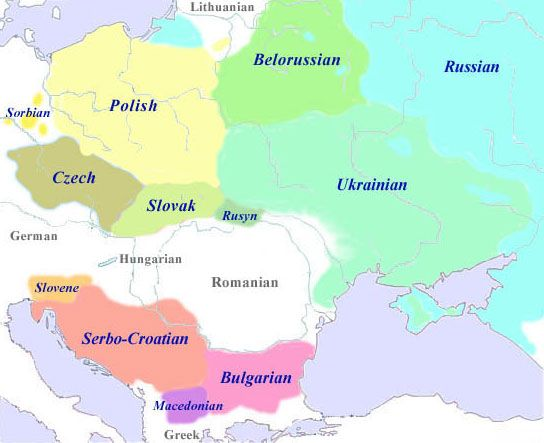 Lithuanian
Belorussian
Russian
Polish
Sorbian
Czech
Ukrainian
Slovak
Rusyn
German
Hungarian
Romanian
Slovene
Serbo-Croatian
Bulgarian
Macedonian
Greek